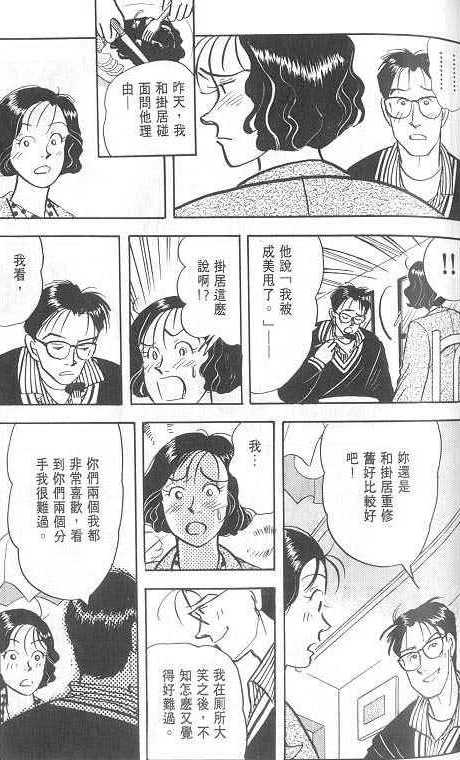 ………
………
昨天，我
和掛居碰
面問他理
由—
!!
他說「我被
成美甩了。」—
掛居這麼
說啊!?
我看，
妳還是
和掛居重修
舊好比較好
吧！
我…
我在廁所大
笑之後，不
知怎麼又覺
得好難過。
你們兩個我都
非常喜歡，看
到你們兩個分
手我很難過。